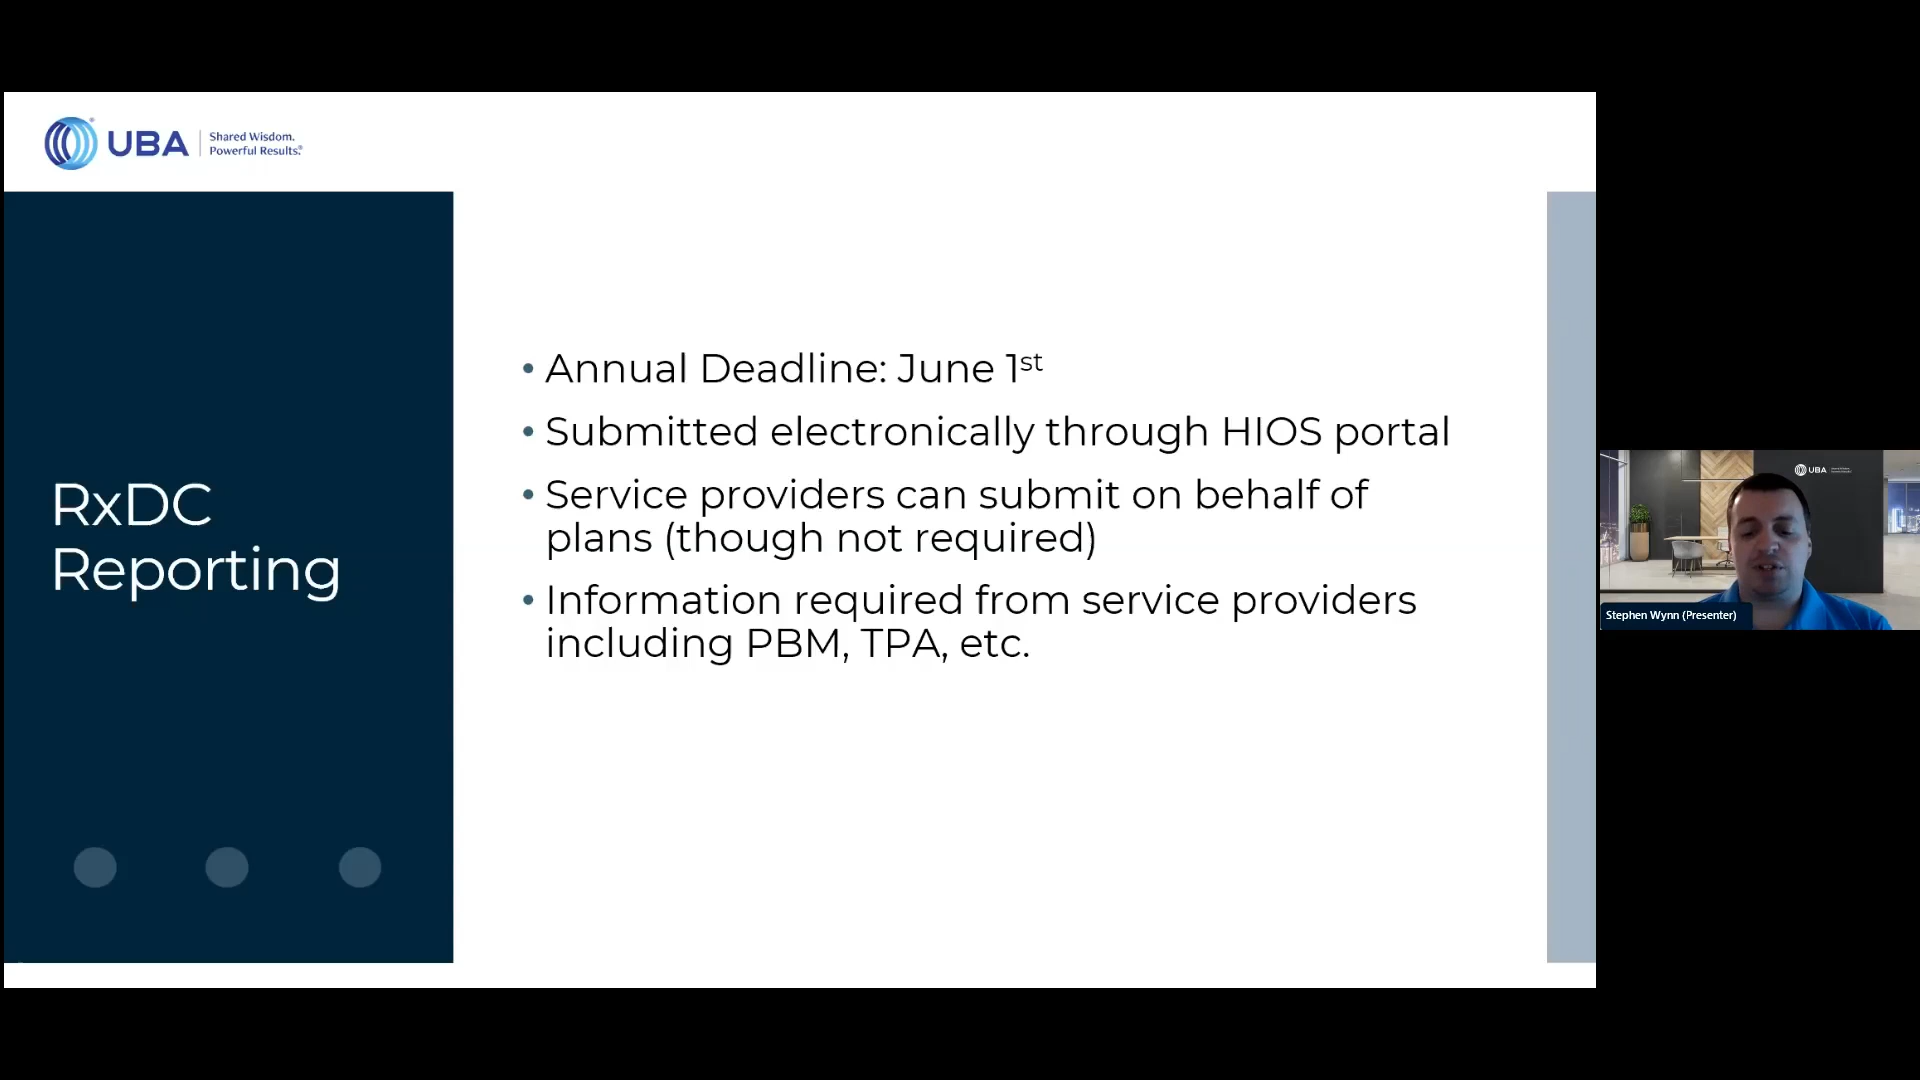 UBA
Shared Wisdom.
Powerful Results.®
RxDC
Reporting
• Annual Deadline: June 1st
• Submitted electronically through HIOS portal
• Service providers can submit on behalf of
plans (though not required)
• Information required from service providers
including PBM, TPA, etc.
UBA
Stephen Wynn (Presenter)